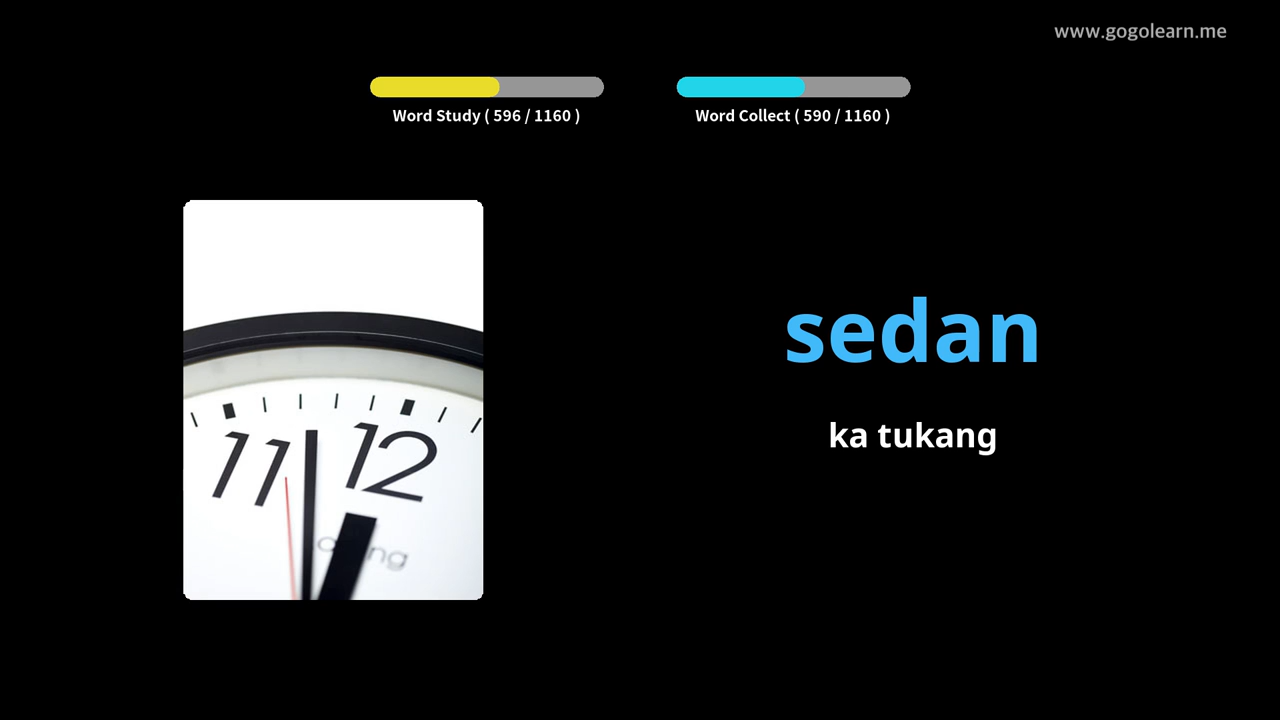 www.gogolearn.me
Word Study ( 596 / 1160 )
Word Collect ( 590 / 1160 )
sedan
ka tukang
11
12